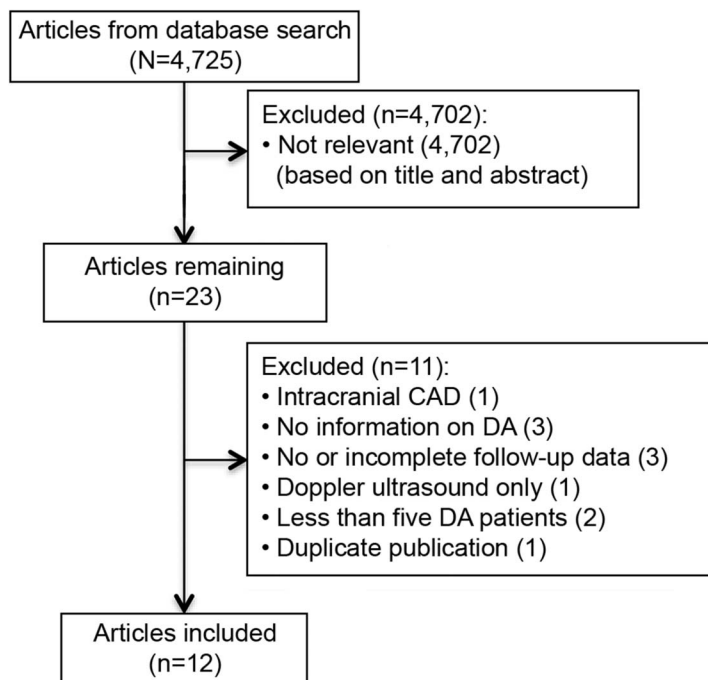 Articles from database search
(N=4,725)
Excluded (n=4,702):
• Not relevant (4,702)
(based on title and abstract)
Articles remaining
(n=23)
Excluded (n=11):
• Intracranial CAD (1)
• No information on DA (3)
• No or incomplete follow-up data (3)
• Doppler ultrasound only (1)
• Less than five DA patients (2)
• Duplicate publication (1)
Articles included
(n=12)